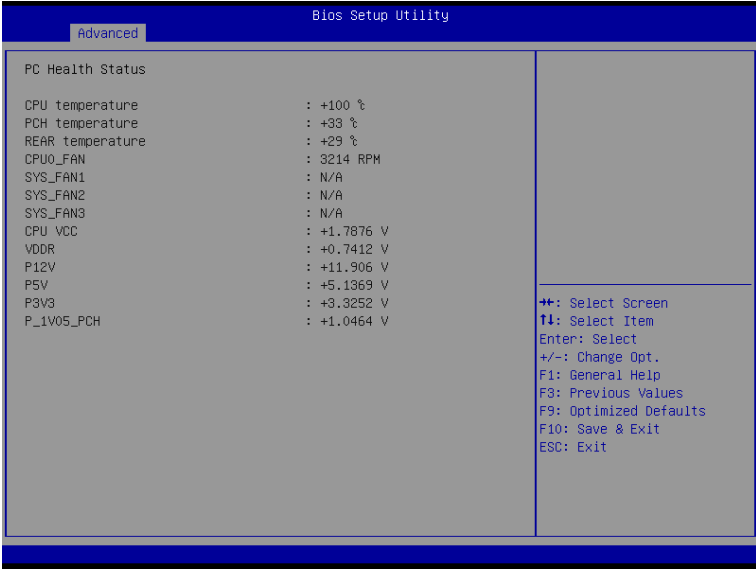 Bios Setup Utility
Advanced
PC Health Status
CPU temperature : +100 ℃
PCH temperature : +33 ℃
REAR temperature : +29 ℃
CPU0_FAN : 3214 RPM
SYS_FAN1 : N/A
SYS_FAN2 : N/A
SYS_FAN3 : N/A
CPU VCC : +1.7876 V
VDDR : +0.7412 V
P12V : +11.906 V
P5V : +5.1369 V
P3V3 : +3.3252 V
P_1V05_PCH : +1.0464 V
→←: Select Screen
↑↓: Select Item
Enter: Select
+/-: Change Opt.
F1: General Help
F3: Previous Values
F9: Optimized Defaults
F10: Save & Exit
ESC: Exit